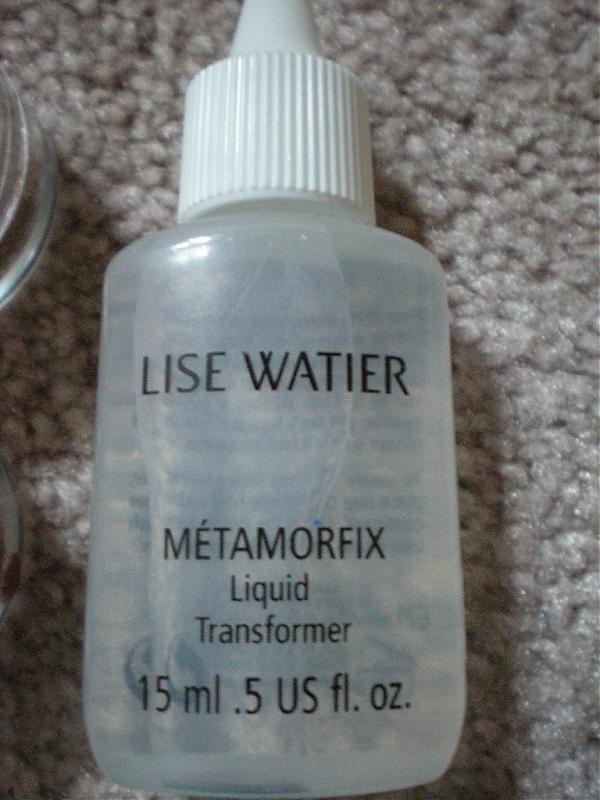 LISE WATIER
MÉTAMORFIX
Liquid
Transformer
15 ml .5 US fl. oz.